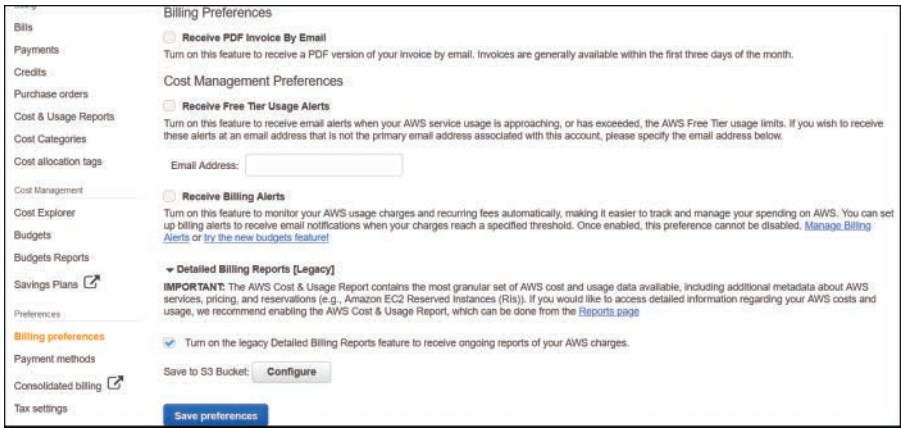 Bills
Payments
Credits
Purchase orders
Cost & Usage Reports
Cost Categories
Cost allocation tags
Cost Management
Cost Explorer
Budgets
Budgets Reports
Savings Plans
Preferences
Billing preferences
Payment methods
Consolidated billing
Tax settings
Billing Preferences
Receive PDF Invoice By Email
Turn on this feature to receive a PDF version of your invoice by email. Invoices are generally available within the first three days of the month.
Cost Management Preferences
Receive Free Tier Usage Alerts
Turn on this feature to receive email alerts when your AWS service usage is approaching, or has exceeded, the AWS Free Tier usage limits. If you wish to receive
these alerts at an email address that is not the primary email address associated with this account, please specify the email address below.
Email Address:
Receive Billing Alerts
Turn on this feature to monitor your AWS usage charges and recurring fees automatically, making it easier to track and manage your spending on AWS. You can set
up billing alerts to receive email notifications when your charges reach a specified threshold. Once enabled, this preference cannot be disabled. Manage Billing
Alerts or try the new budgets feature!
Detailed Billing Reports [Legacy]
IMPORTANT: The AWS Cost & Usage Report contains the most granular set of AWS cost and usage data available, including additional metadata about AWS
services, pricing, and reservations (e.g., Amazon EC2 Reserved Instances (RIs)). If you would like to access detailed information regarding your AWS costs and
usage, we recommend enabling the AWS Cost & Usage Report, which can be done from the Reports page
Turn on the legacy Detailed Billing Reports feature to receive ongoing reports of your AWS charges.
Save to S3 Bucket: Configure
Save preferences